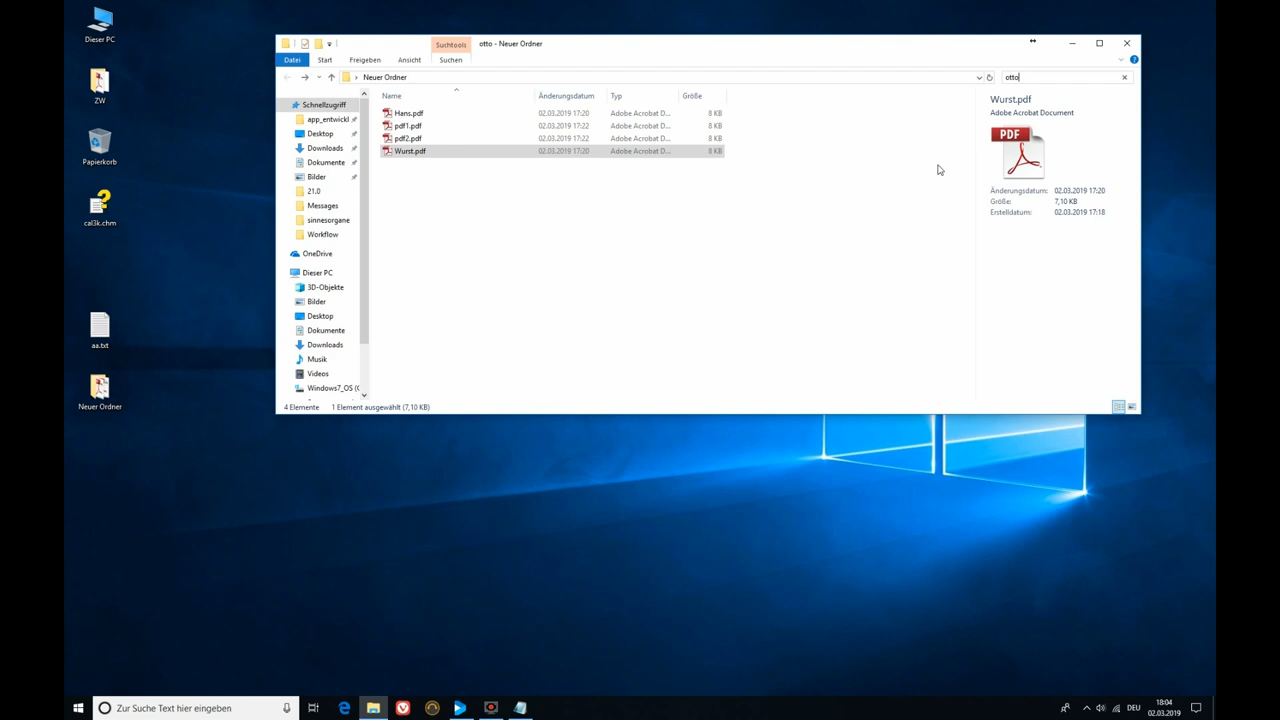 Dieser PC
ZW
Papierkorb
cal3k.chm
aa.txt
Neuer Ordner
Suchtools
otto - Neuer Ordner
Datei
Start
Freigeben
Ansicht
Suchen
Neuer Ordner
otto
Schnellzugriff
app_entwickl
Desktop
Downloads
Dokumente
Bilder
21.0
Messages
sinnesorgane
Workflow
OneDrive
Dieser PC
3D-Objekte
Bilder
Desktop
Dokumente
Downloads
Musik
Videos
Windows7_OS (
Name Änderungsdatum Typ Größe
Hans.pdf 02.03.2019 17:20 Adobe Acrobat D... 8 KB
pdf1.pdf 02.03.2019 17:22 Adobe Acrobat D... 8 KB
pdf2.pdf 02.03.2019 17:22 Adobe Acrobat D... 8 KB
Wurst.pdf 02.03.2019 17:20 Adobe Acrobat D... 8 KB
Wurst.pdf
Adobe Acrobat Document
PDF
Änderungsdatum: 02.03.2019 17:20
Größe: 7,10 KB
Erstelldatum: 02.03.2019 17:18
4 Elemente 1 Element ausgewählt (7,10 KB)
Zur Suche Text hier eingeben
DEU
18:04
02.03.2019